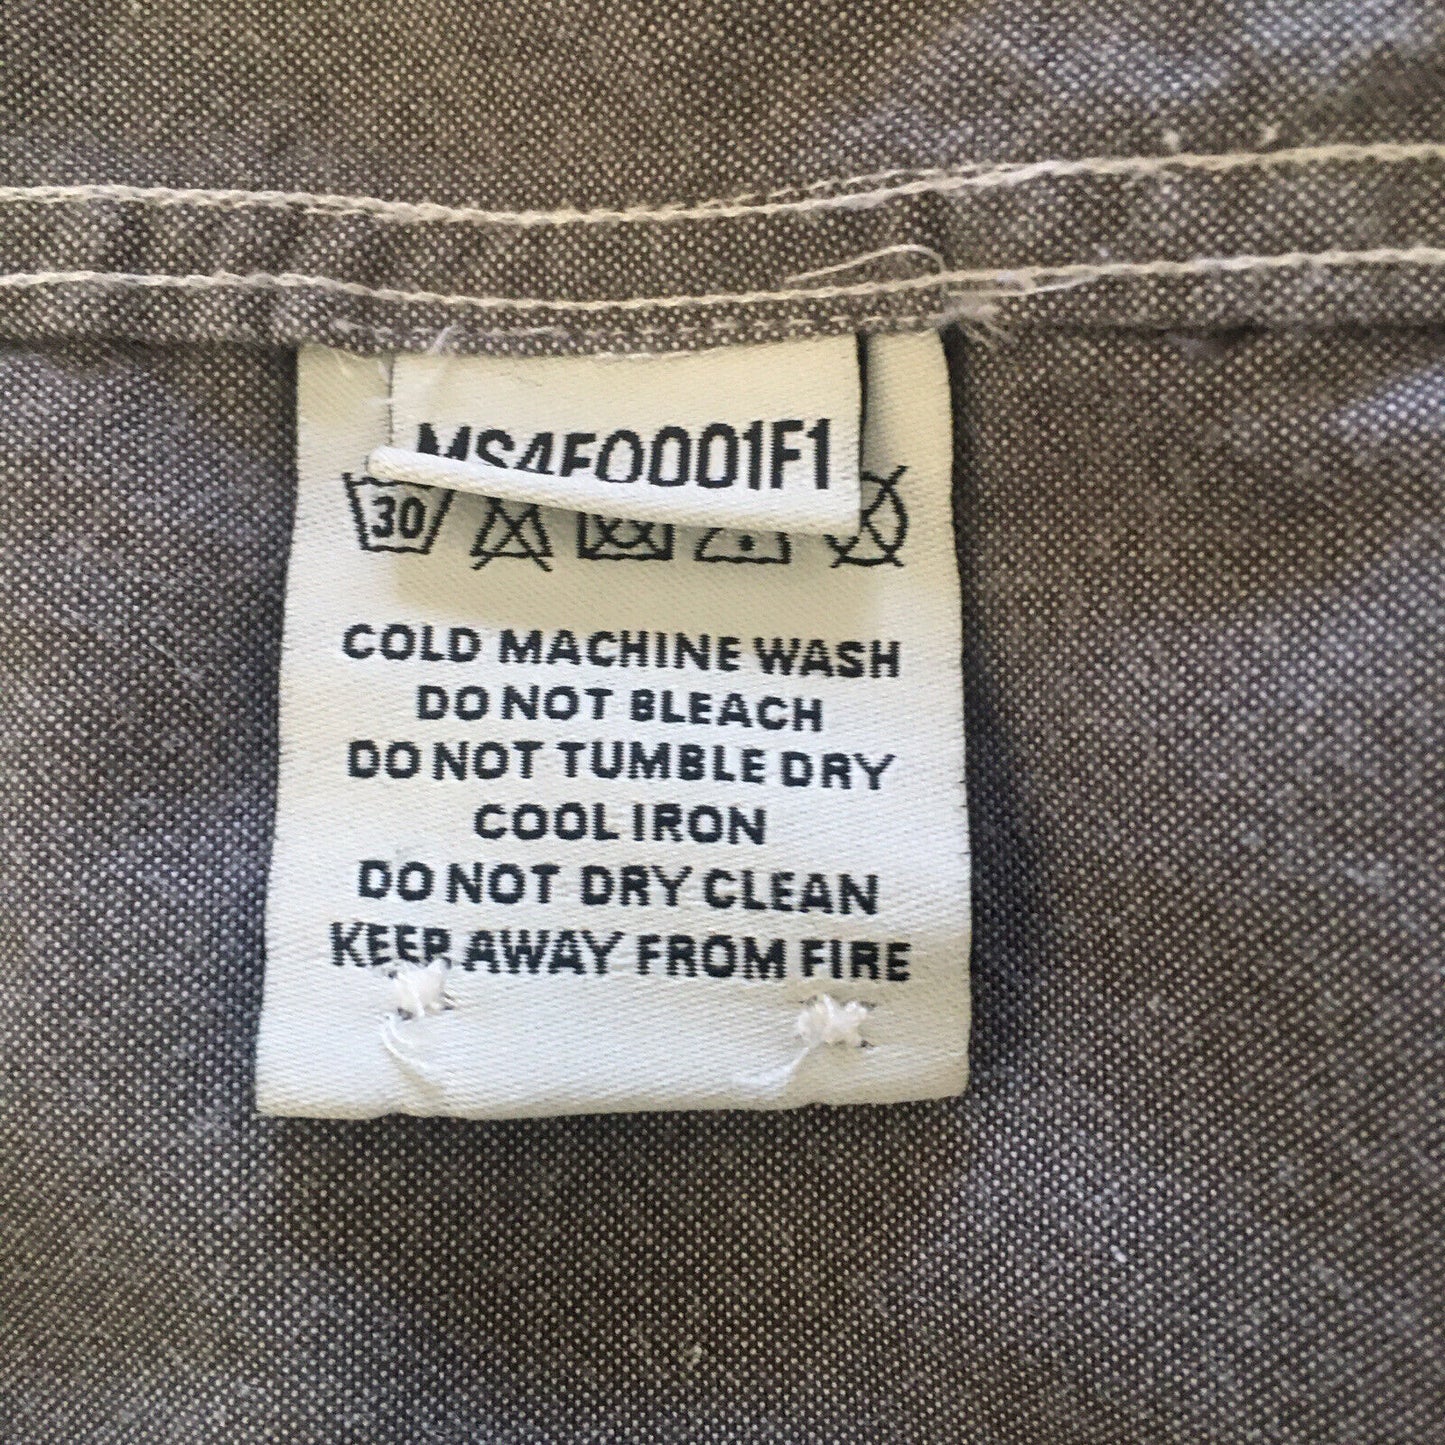 MS4F0001F1
30
COLD MACHINE WASH
DO NOT BLEACH
DO NOT TUMBLE DRY
COOL IRON
DO NOT DRY CLEAN
KEEP AWAY FROM FIRE